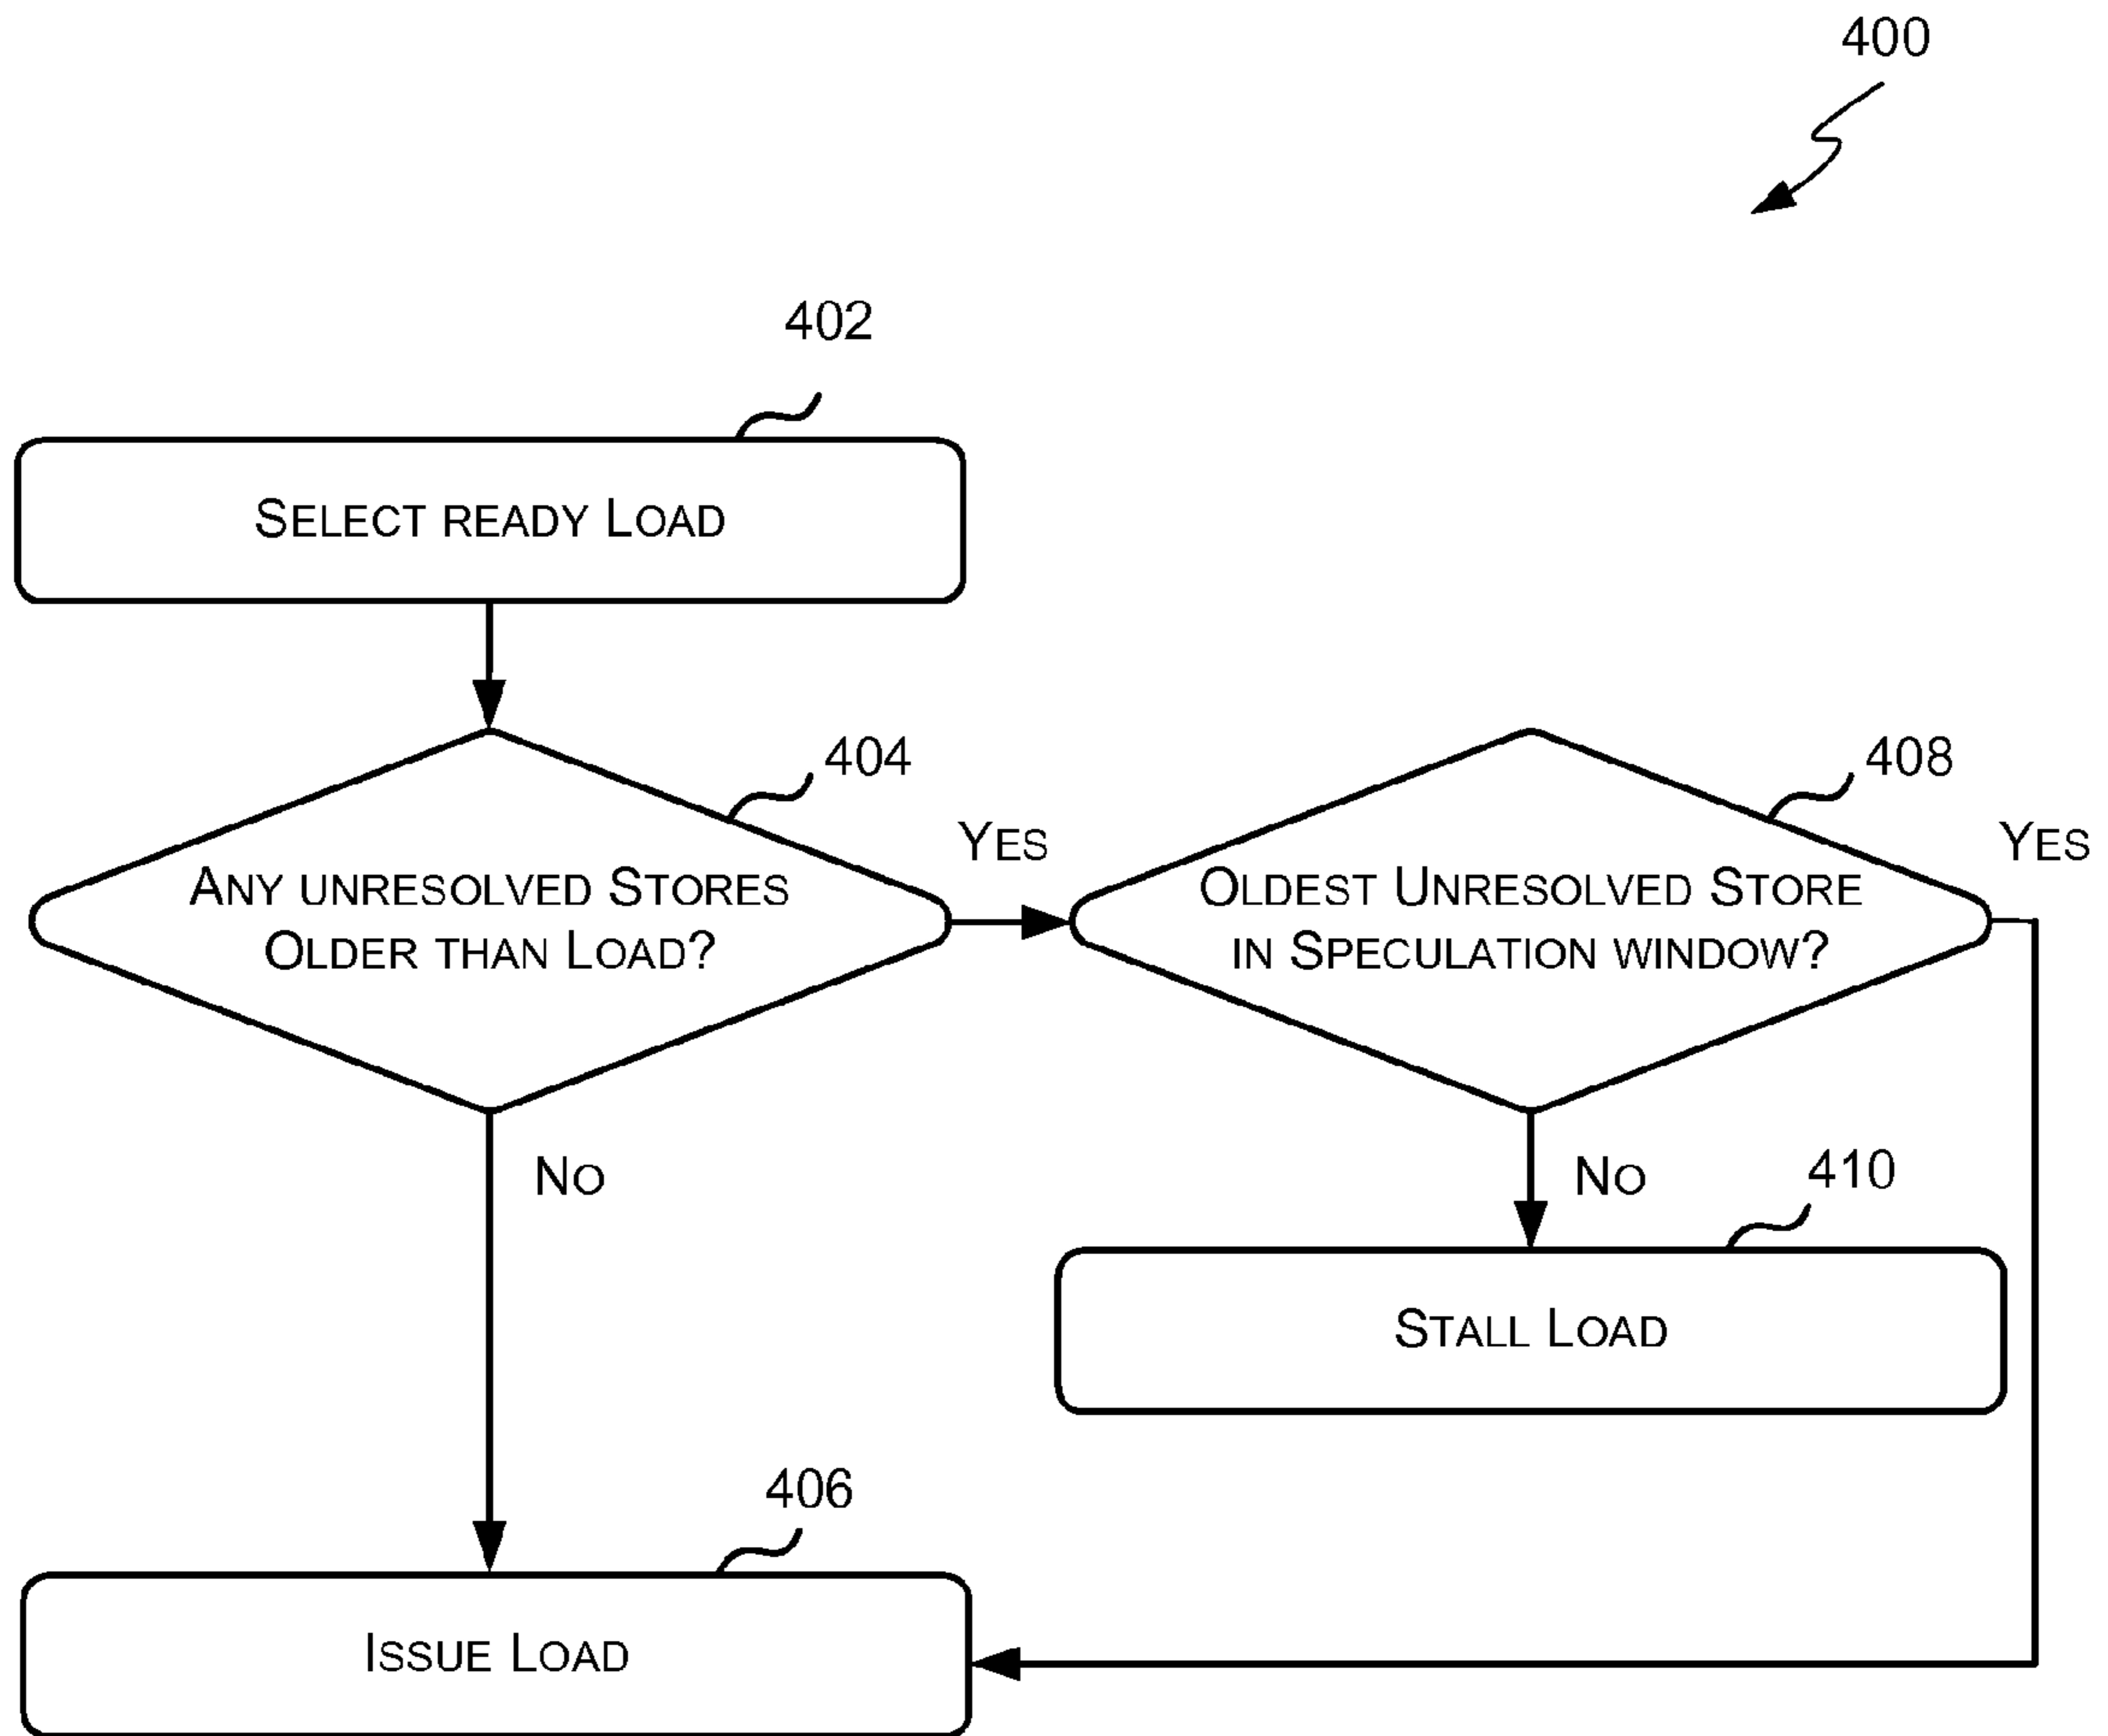 400
402
Select ready Load
404
Any unresolved Stores
Older than Load?
Yes
408
Oldest Unresolved Store
in Speculation window?
Yes
No
No
410
Stall Load
406
Issue Load